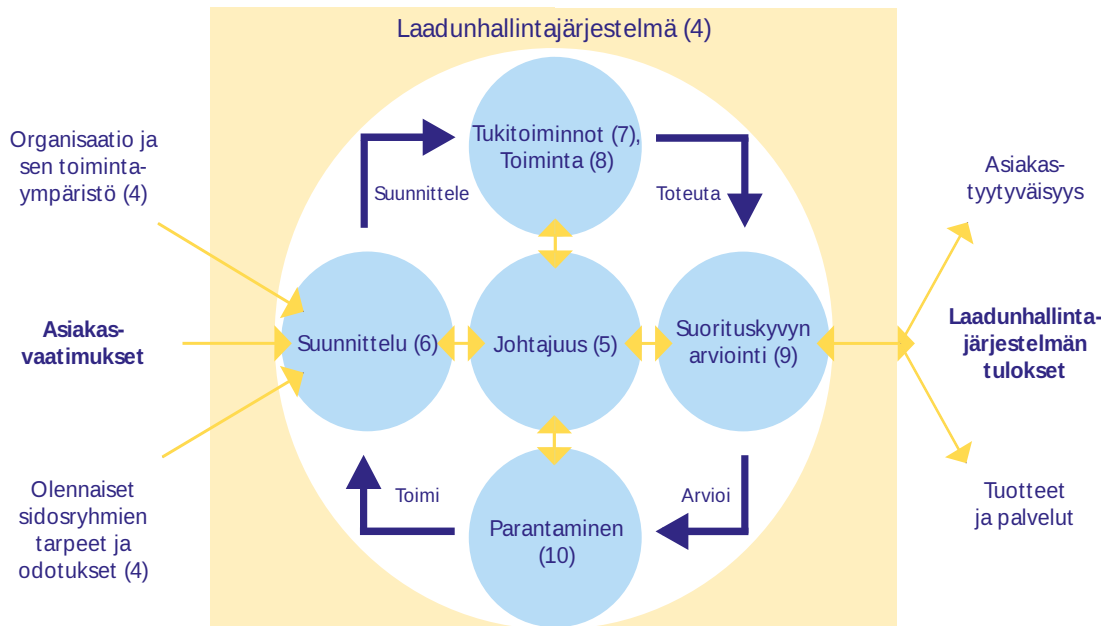 Laadunhallintajärjestelmä (4)
Organisaatio ja
sen toiminta-
ympäristö (4)
Asiakas-
vaatimukset
Olennaiset
sidosryhmien
tarpeet ja
odotukset (4)
Suunnittele
Tukitoiminnot (7),
Toiminta (8)
Toteuta
Suunnittelu (6)
Johtajuus (5)
Suorituskyvyn
arviointi (9)
Toimi
Parantaminen
(10)
Arvioi
Asiakas-
tyytyväisyys
Laadunhallinta-
järjestelmän
tulokset
Tuotteet
ja palvelut